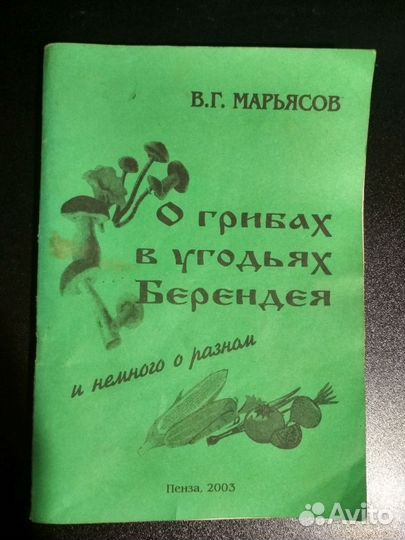 В.Г. МАРЬЯСОВ
О грибах
в угодьях
Берендея
и немного о разном
Пенза, 2003
Avito